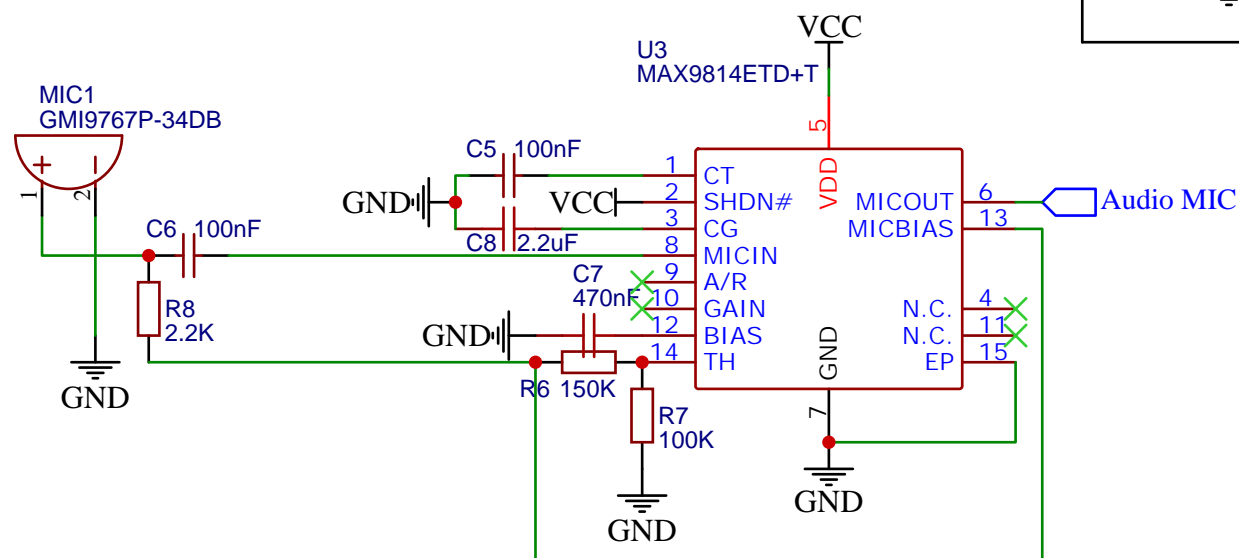 VCC
U3
MAX9814ETD+T
MIC1
GMI9767P-34DB
+
1
2
5
VDD
C5 100nF
1 CT
GND
VCC
2 SHDN#
MICOUT 6
Audio MIC
C8 2.2uF
3 CG
MICBIAS 13
C6 100nF
8 MICIN
C7
470nF
9 A/R
10 GAIN
N.C. 4
R8
2.2K
GND
12 BIAS
N.C. 11
14 TH
GND
EP 15
GND
R6 150K
R7
100K
7
GND
GND